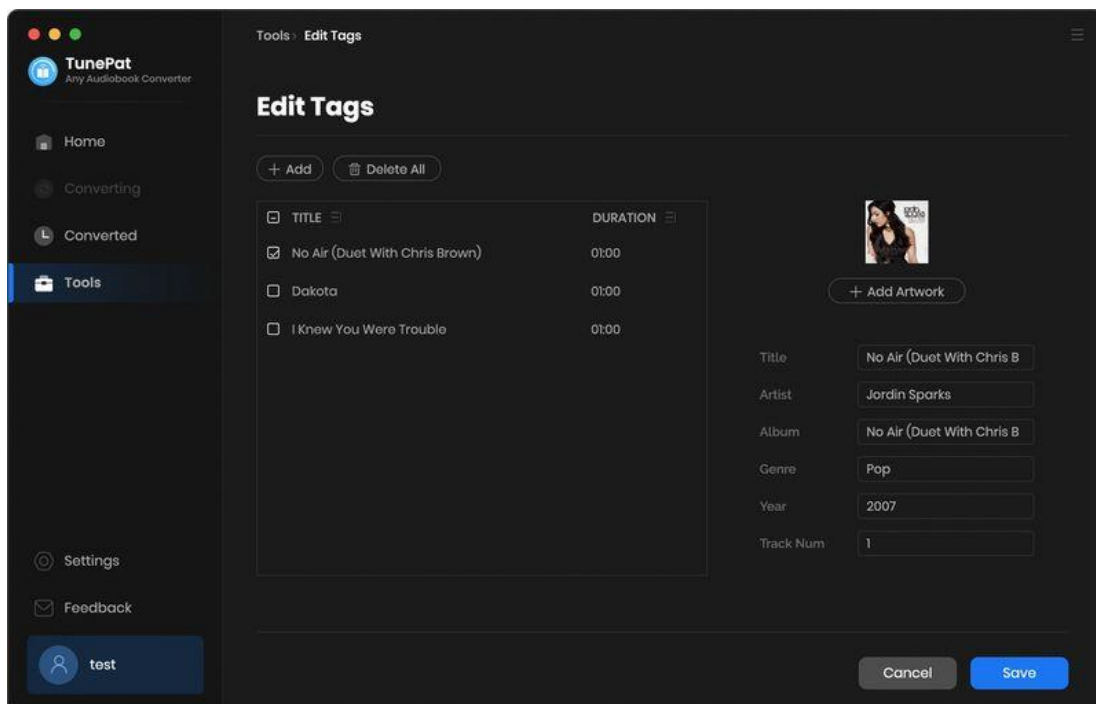 TunePat
Any Audiobook Converter
Home
Converting
Converted
Tools
Settings
Feedback
test
Tools › Edit Tags
Edit Tags
+ Add
Delete All
TITLE DURATION
No Air (Duet With Chris Brown) 01:00
Dakota 01:00
I Knew You Were Trouble 01:00
+ Add Artwork
Title No Air (Duet With Chris B
Artist Jordin Sparks
Album No Air (Duet With Chris B
Genre Pop
Year 2007
Track Num 1
Cancel
Save